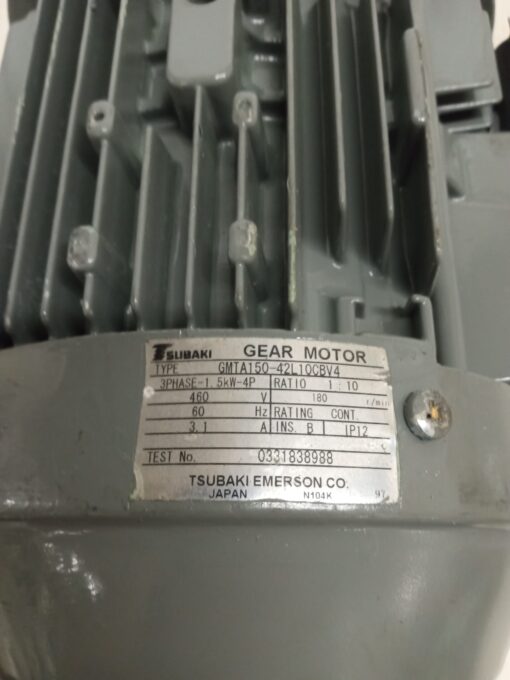 TSUBAKI GEAR MOTOR
TYPE GMTA150-42L10CBV4
3PHASE-1.5kW-4P RATIO 1:10
460 V 180 r/min
60 Hz RATING CONT.
3.1 A INS. B IP12
TEST No. 0331838988
TSUBAKI EMERSON CO.
JAPAN N104K 97